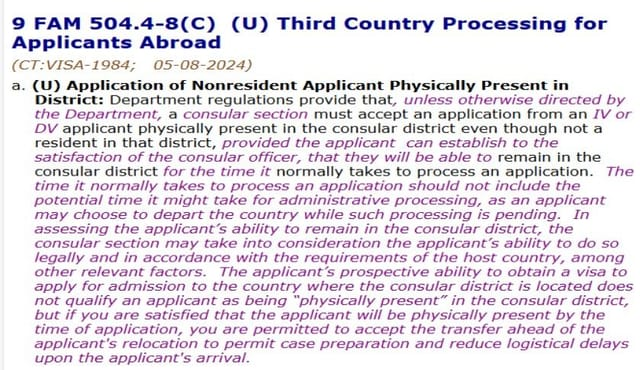 9 FAM 504.4-8(C)  (U) Third Country Processing for
Applicants Abroad
(CT:VISA-1984;   05-08-2024)
a. (U) Application of Nonresident Applicant Physically Present in
District: Department regulations provide that, unless otherwise directed by
the Department, a consular section must accept an application from an IV or
DV applicant physically present in the consular district even though not a
resident in that district, provided the applicant  can establish to the
satisfaction of the consular officer, that they will be able to remain in the
consular district for the time it normally takes to process an application.  The
time it normally takes to process an application should not include the
potential time it might take for administrative processing, as an applicant
may choose to depart the country while such processing is pending.  In
assessing the applicant's ability to remain in the consular district, the
consular section may take into consideration the applicant's ability to do so
legally and in accordance with the requirements of the host country, among
other relevant factors.  The applicant's prospective ability to obtain a visa to
apply for admission to the country where the consular district is located does
not qualify an applicant as being "physically present" in the consular district,
but if you are satisfied that the applicant will be physically present by the
time of application, you are permitted to accept the transfer ahead of the
applicant's relocation to permit case preparation and reduce logistical delays
upon the applicant's arrival.